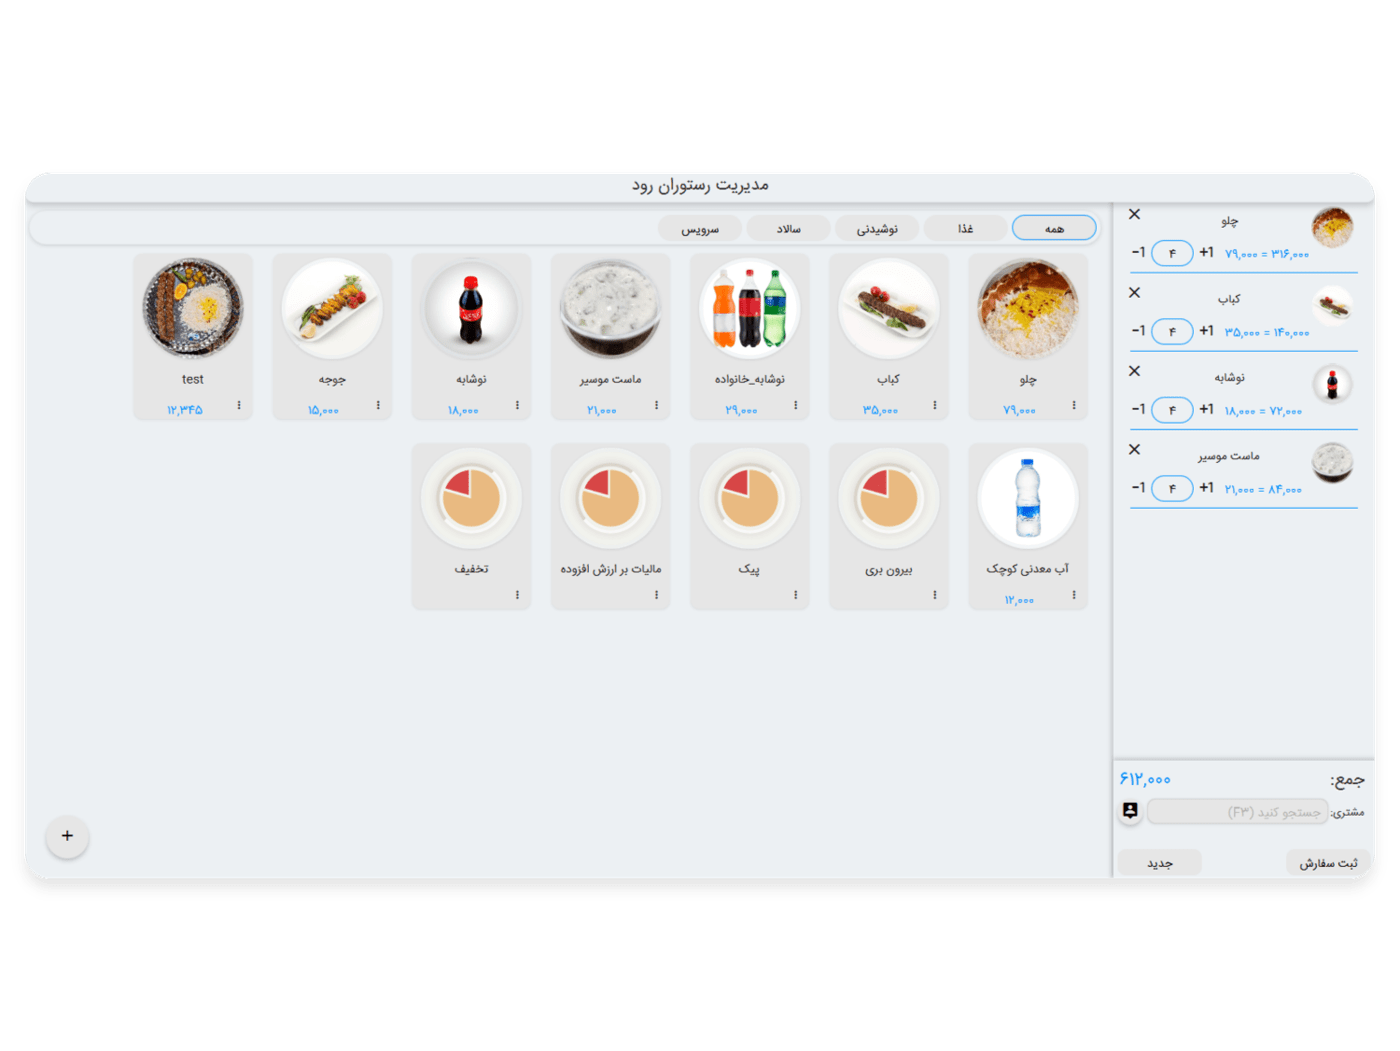 مدیریت رستوران رود
همه
غذا
نوشیدنی
سالاد
سرویس
چلو
۷۹,۰۰۰
کباب
۳۵,۰۰۰
نوشابه_خانواده
۲۹,۰۰۰
ماست موسیر
۲۱,۰۰۰
نوشابه
۱۸,۰۰۰
جوجه
۱۵,۰۰۰
test
۱۲,۳۴۵
آب معدنی کوچک
۱۲,۰۰۰
بیرون بری
پیک
مالیات بر ارزش افزوده
تخفیف
+
چلو
۷۹,۰۰۰ = ۳۱۶,۰۰۰ +1 ۴ -1
کباب
۳۵,۰۰۰ = ۱۴۰,۰۰۰ +1 ۴ -1
نوشابه
۱۸,۰۰۰ = ۷۲,۰۰۰ +1 ۴ -1
ماست موسیر
۲۱,۰۰۰ = ۸۴,۰۰۰ +1 ۴ -1
جمع: ۶۱۲,۰۰۰
مشتری: جستجو کنید (F۳)
ثبت سفارش
جدید